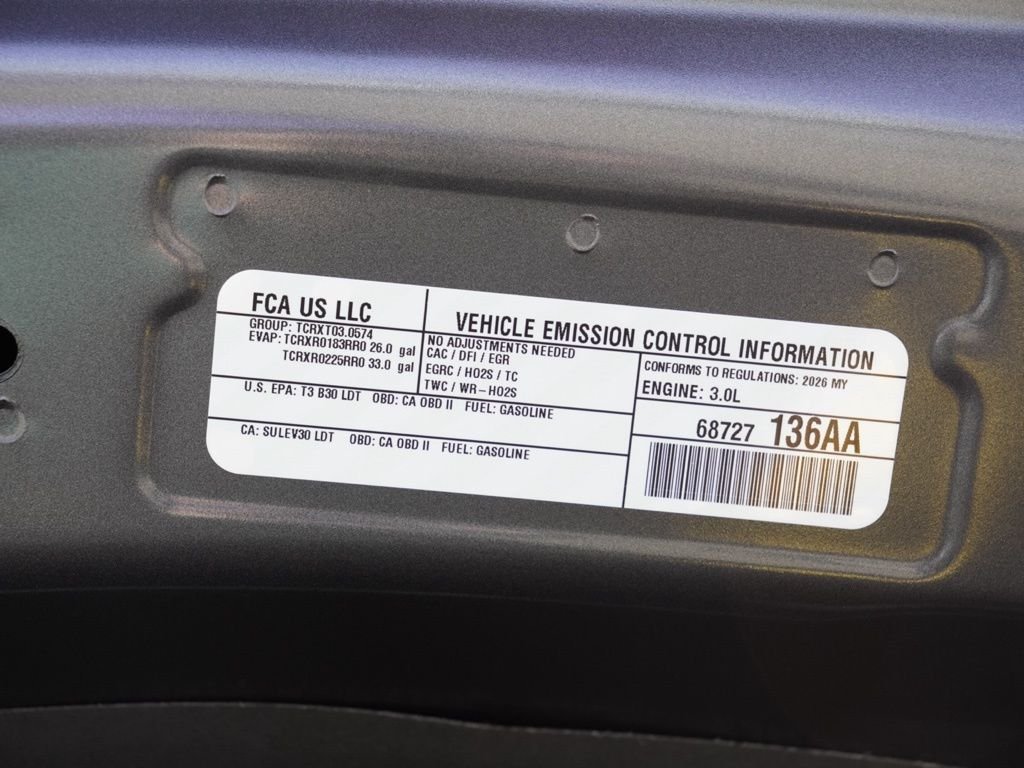 FCA US LLC
GROUP: TCRXT03.0574
EVAP: TCRXR0183RR0 26.0 gal
TCRXR0225RR0 33.0 gal
VEHICLE EMISSION CONTROL INFORMATION
NO ADJUSTMENTS NEEDED
CAC / DFI / EGR
EGRC / HO2S / TC
TWC / WR-HO2S
CONFORMS TO REGULATIONS: 2026 MY
ENGINE: 3.0L
U.S. EPA: T3 B30 LDT OBD: CA OBD II FUEL: GASOLINE
CA: SULEV30 LDT OBD: CA OBD II FUEL: GASOLINE
68727 136AA